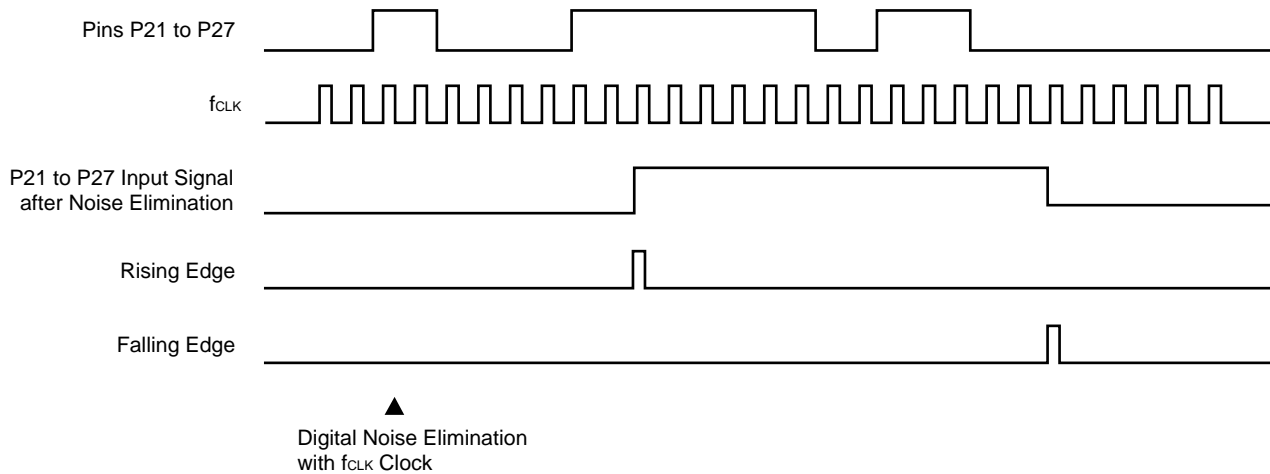 Pins P21 to P27
fCLK
P21 to P27 Input Signal
after Noise Elimination
Rising Edge
Falling Edge
Digital Noise Elimination
with fCLK Clock